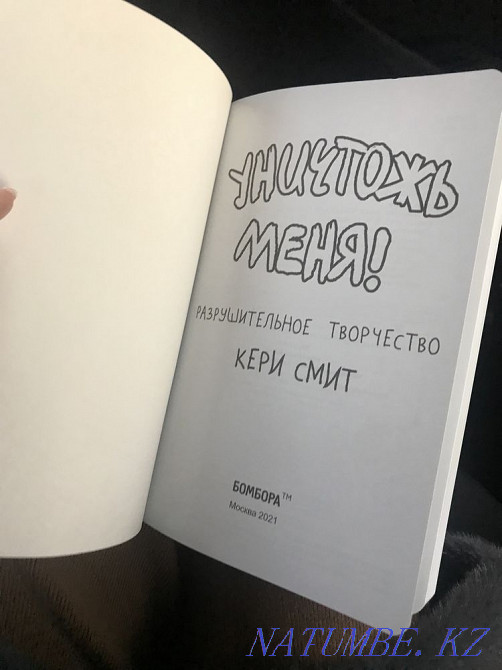 УНИЧТОЖЬ
МЕНЯ!
РАЗРУШИТЕЛЬНОЕ ТВОРЧЕСТВО
КЕРИ СМИТ
БОМБОРА™
Москва 2021
NATUMBE. KZ